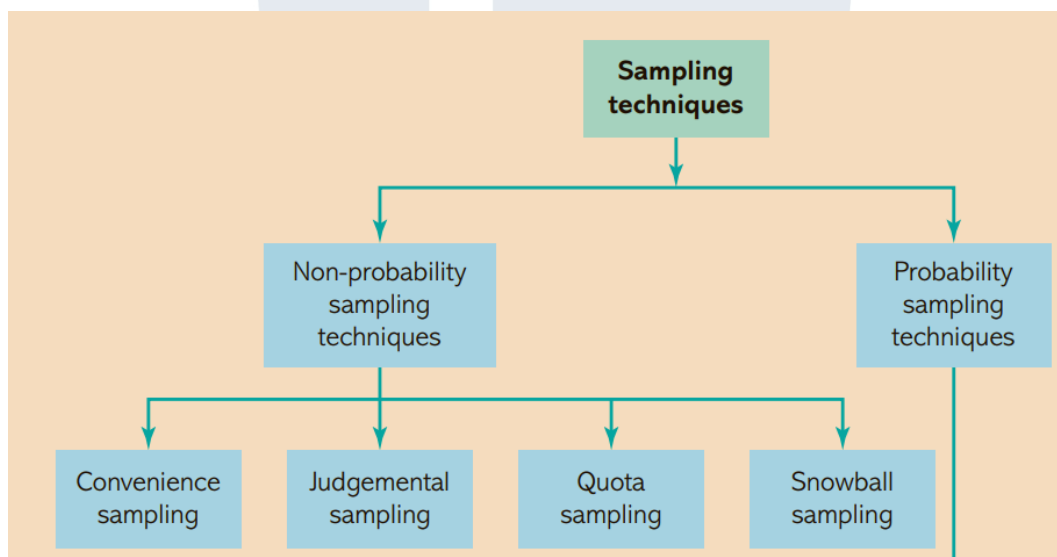 Sampling
techniques
Non-probability
sampling
techniques
Probability
sampling
techniques
Convenience
sampling
Judgemental
sampling
Quota
sampling
Snowball
sampling